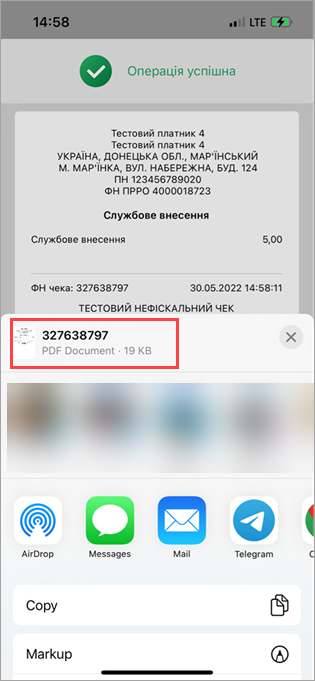 14:58
LTE
Операція успішна
Тестовий платник 4
Тестовий платник 4
УКРАЇНА, ДОНЕЦЬКА ОБЛ., МАР'ЇНСЬКИЙ
М. МАР'ЇНКА, ВУЛ. НАБЕРЕЖНА, БУД. 124
ПН 123456789020
ФН ПРРО 4000018723
Службове внесення
Службове внесення 5,00
ФН чека: 327638797 30.05.2022 14:58:11
ТЕСТОВИЙ НЕФІСКАЛЬНИЙ ЧЕК
327638797
PDF Document · 19 KB
AirDrop Messages Mail Telegram
Copy
Markup